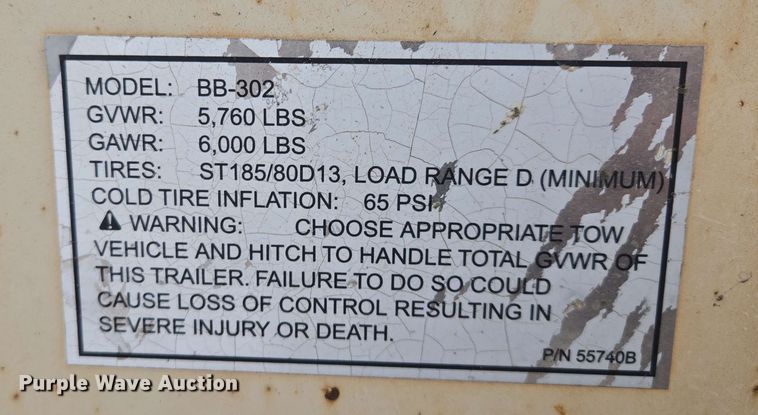 MODEL: BB-302
GVWR: 5,760 LBS
GAWR: 6,000 LBS
TIRES: ST185/80D13, LOAD RANGE D (MINIMUM)
COLD TIRE INFLATION: 65 PSI
⚠ WARNING: CHOOSE APPROPRIATE TOW
VEHICLE AND HITCH TO HANDLE TOTAL GVWR OF
THIS TRAILER. FAILURE TO DO SO COULD
CAUSE LOSS OF CONTROL RESULTING IN
SEVERE INJURY OR DEATH.
P/N 55740B
Purple Wave Auction